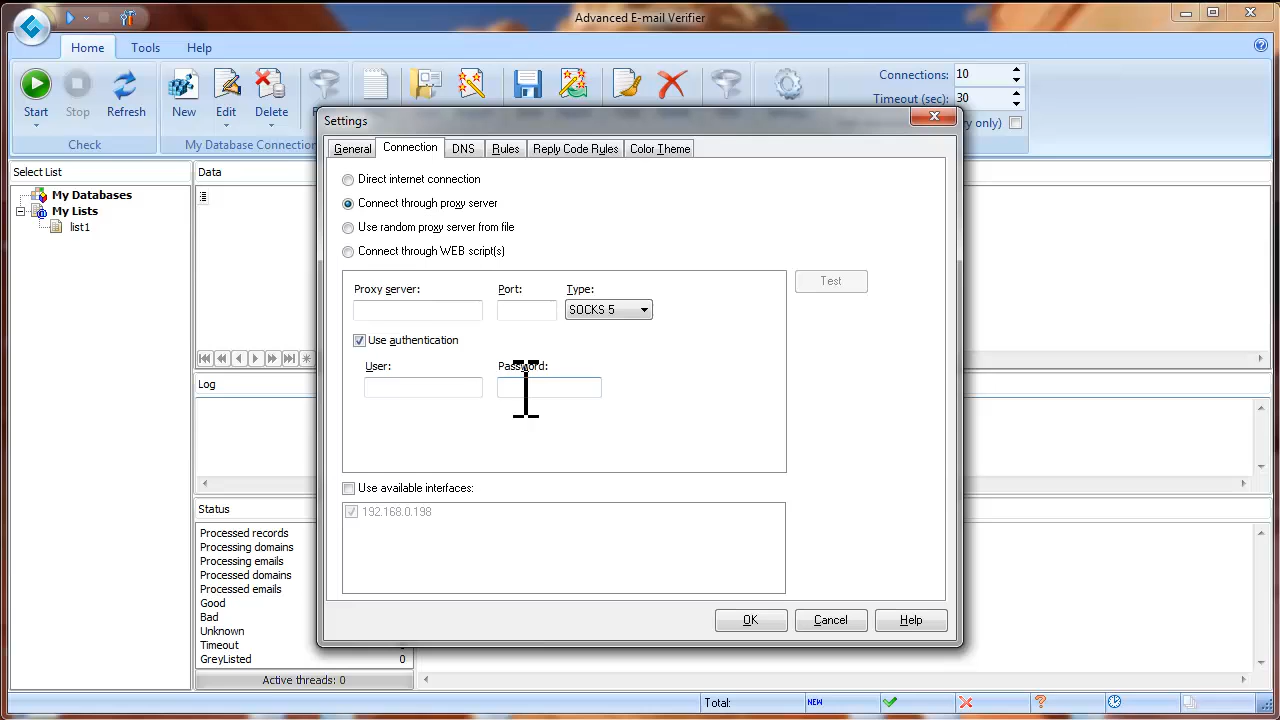 Advanced E-mail Verifier
Home
Tools
Help
Start
Stop
Refresh
New
Edit
Delete
Connections:
10
Timeout (sec):
30
y only)
Check
My Database Connection
Select List
Data
My Databases
My Lists
list1
Log
Status
Processed records
Processing domains
Processing emails
Processed domains
Processed emails
Good
Bad
Unknown
Timeout
GreyListed
0
Active threads: 0
Total:
NEW
Settings
General
Connection
DNS
Rules
Reply Code Rules
Color Theme
Direct internet connection
Connect through proxy server
Use random proxy server from file
Connect through WEB script(s)
Proxy server:
Port:
Type:
SOCKS 5
Test
Use authentication
User:
Password:
Use available interfaces:
192.168.0.198
OK
Cancel
Help